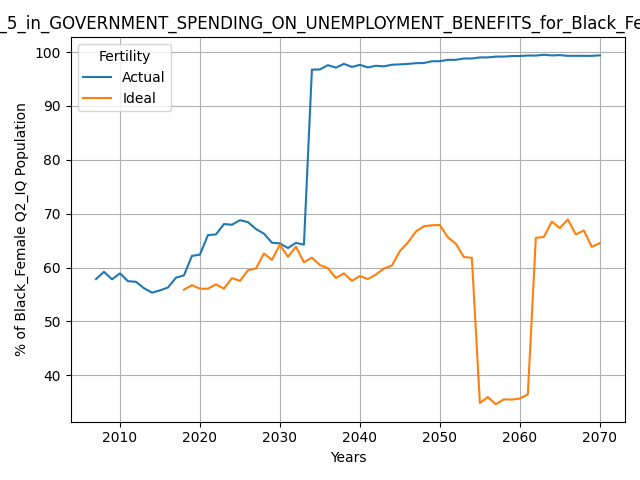 _5_in_GOVERNMENT_SPENDING_ON_UNEMPLOYMENT_BENEFITS_for_Black_Fe
Fertility
Actual
Ideal
% of Black_Female Q2_IQ Population
100
90
80
70
60
50
40
2010 2020 2030 2040 2050 2060 2070
Years